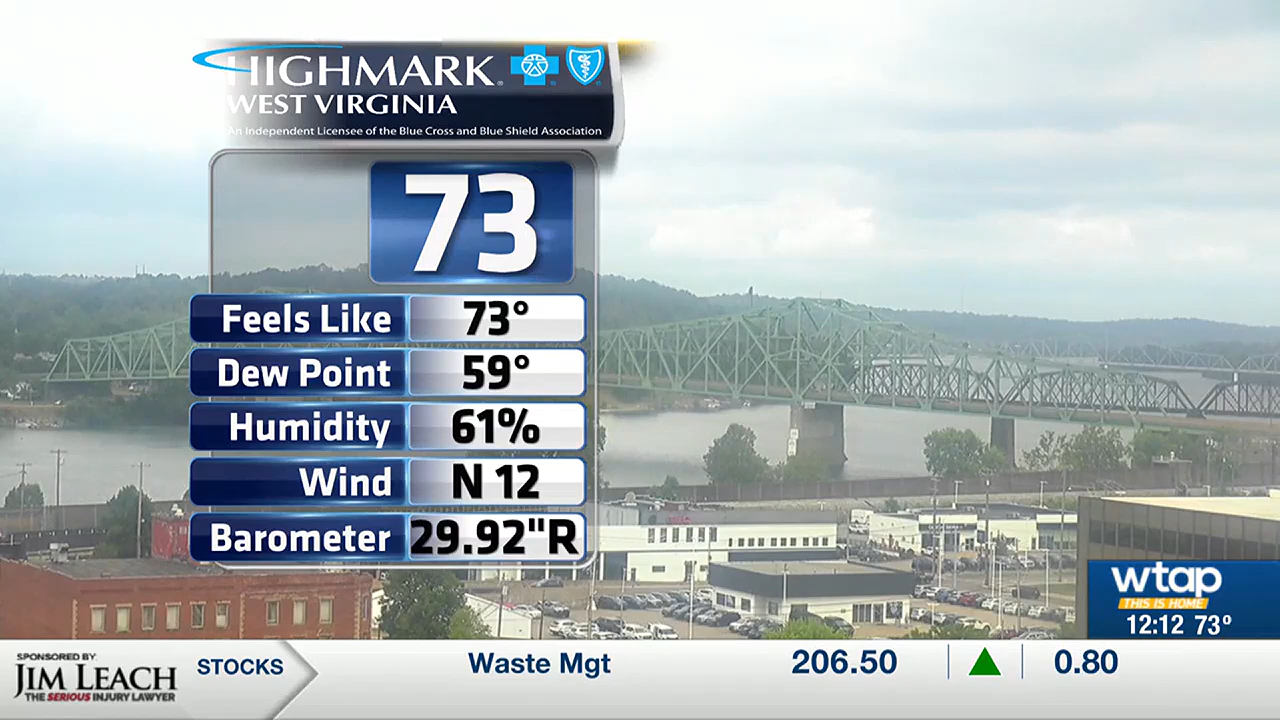 HIGHMARK®
WEST VIRGINIA
An Independent Licensee of the Blue Cross and Blue Shield Association
73
Feels Like 73°
Dew Point 59°
Humidity 61%
Wind N 12
Barometer 29.92"R
wtap
THIS IS HOME
12:12 73°
SPONSORED BY:
JIM LEACH
THE SERIOUS INJURY LAWYER
STOCKS Waste Mgt 206.50 0.80